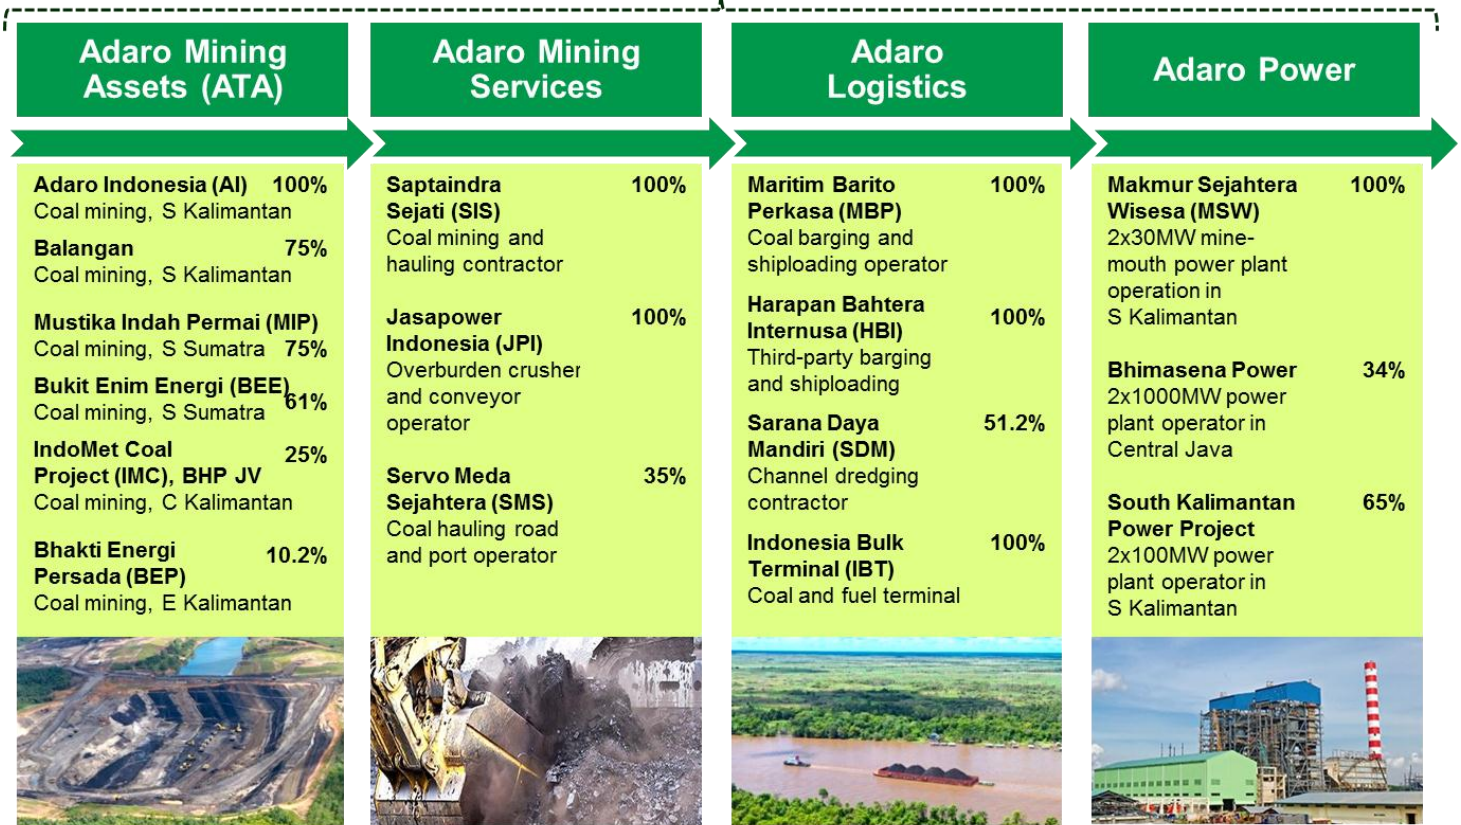 Adaro Mining
Assets (ATA)
Adaro Indonesia (AI) 100%
Coal mining, S Kalimantan
Balangan 75%
Coal mining, S Kalimantan
Mustika Indah Permai (MIP)
Coal mining, S Sumatra 75%
Bukit Enim Energi (BEE)
61%
Coal mining, S Sumatra
IndoMet Coal 25%
Project (IMC), BHP JV
Coal mining, C Kalimantan
Bhakti Energi 10.2%
Persada (BEP)
Coal mining, E Kalimantan
Adaro Mining
Services
Saptaindra 100%
Sejati (SIS)
Coal mining and
hauling contractor
Jasapower 100%
Indonesia (JPI)
Overburden crusher
and conveyor
operator
Servo Meda 35%
Sejahtera (SMS)
Coal hauling road
and port operator
Adaro
Logistics
Maritim Barito 100%
Perkasa (MBP)
Coal barging and
shiploading operator
Harapan Bahtera
Internusa (HBI) 100%
Third-party barging
and shiploading
Sarana Daya 51.2%
Mandiri (SDM)
Channel dredging
contractor
Indonesia Bulk 100%
Terminal (IBT)
Coal and fuel terminal
Adaro Power
Makmur Sejahtera 100%
Wisesa (MSW)
2x30MW mine-
mouth power plant
operation in
S Kalimantan
Bhimasena Power 34%
2x1000MW power
plant operator in
Central Java
South Kalimantan 65%
Power Project
2x100MW power
plant operator in
S Kalimantan